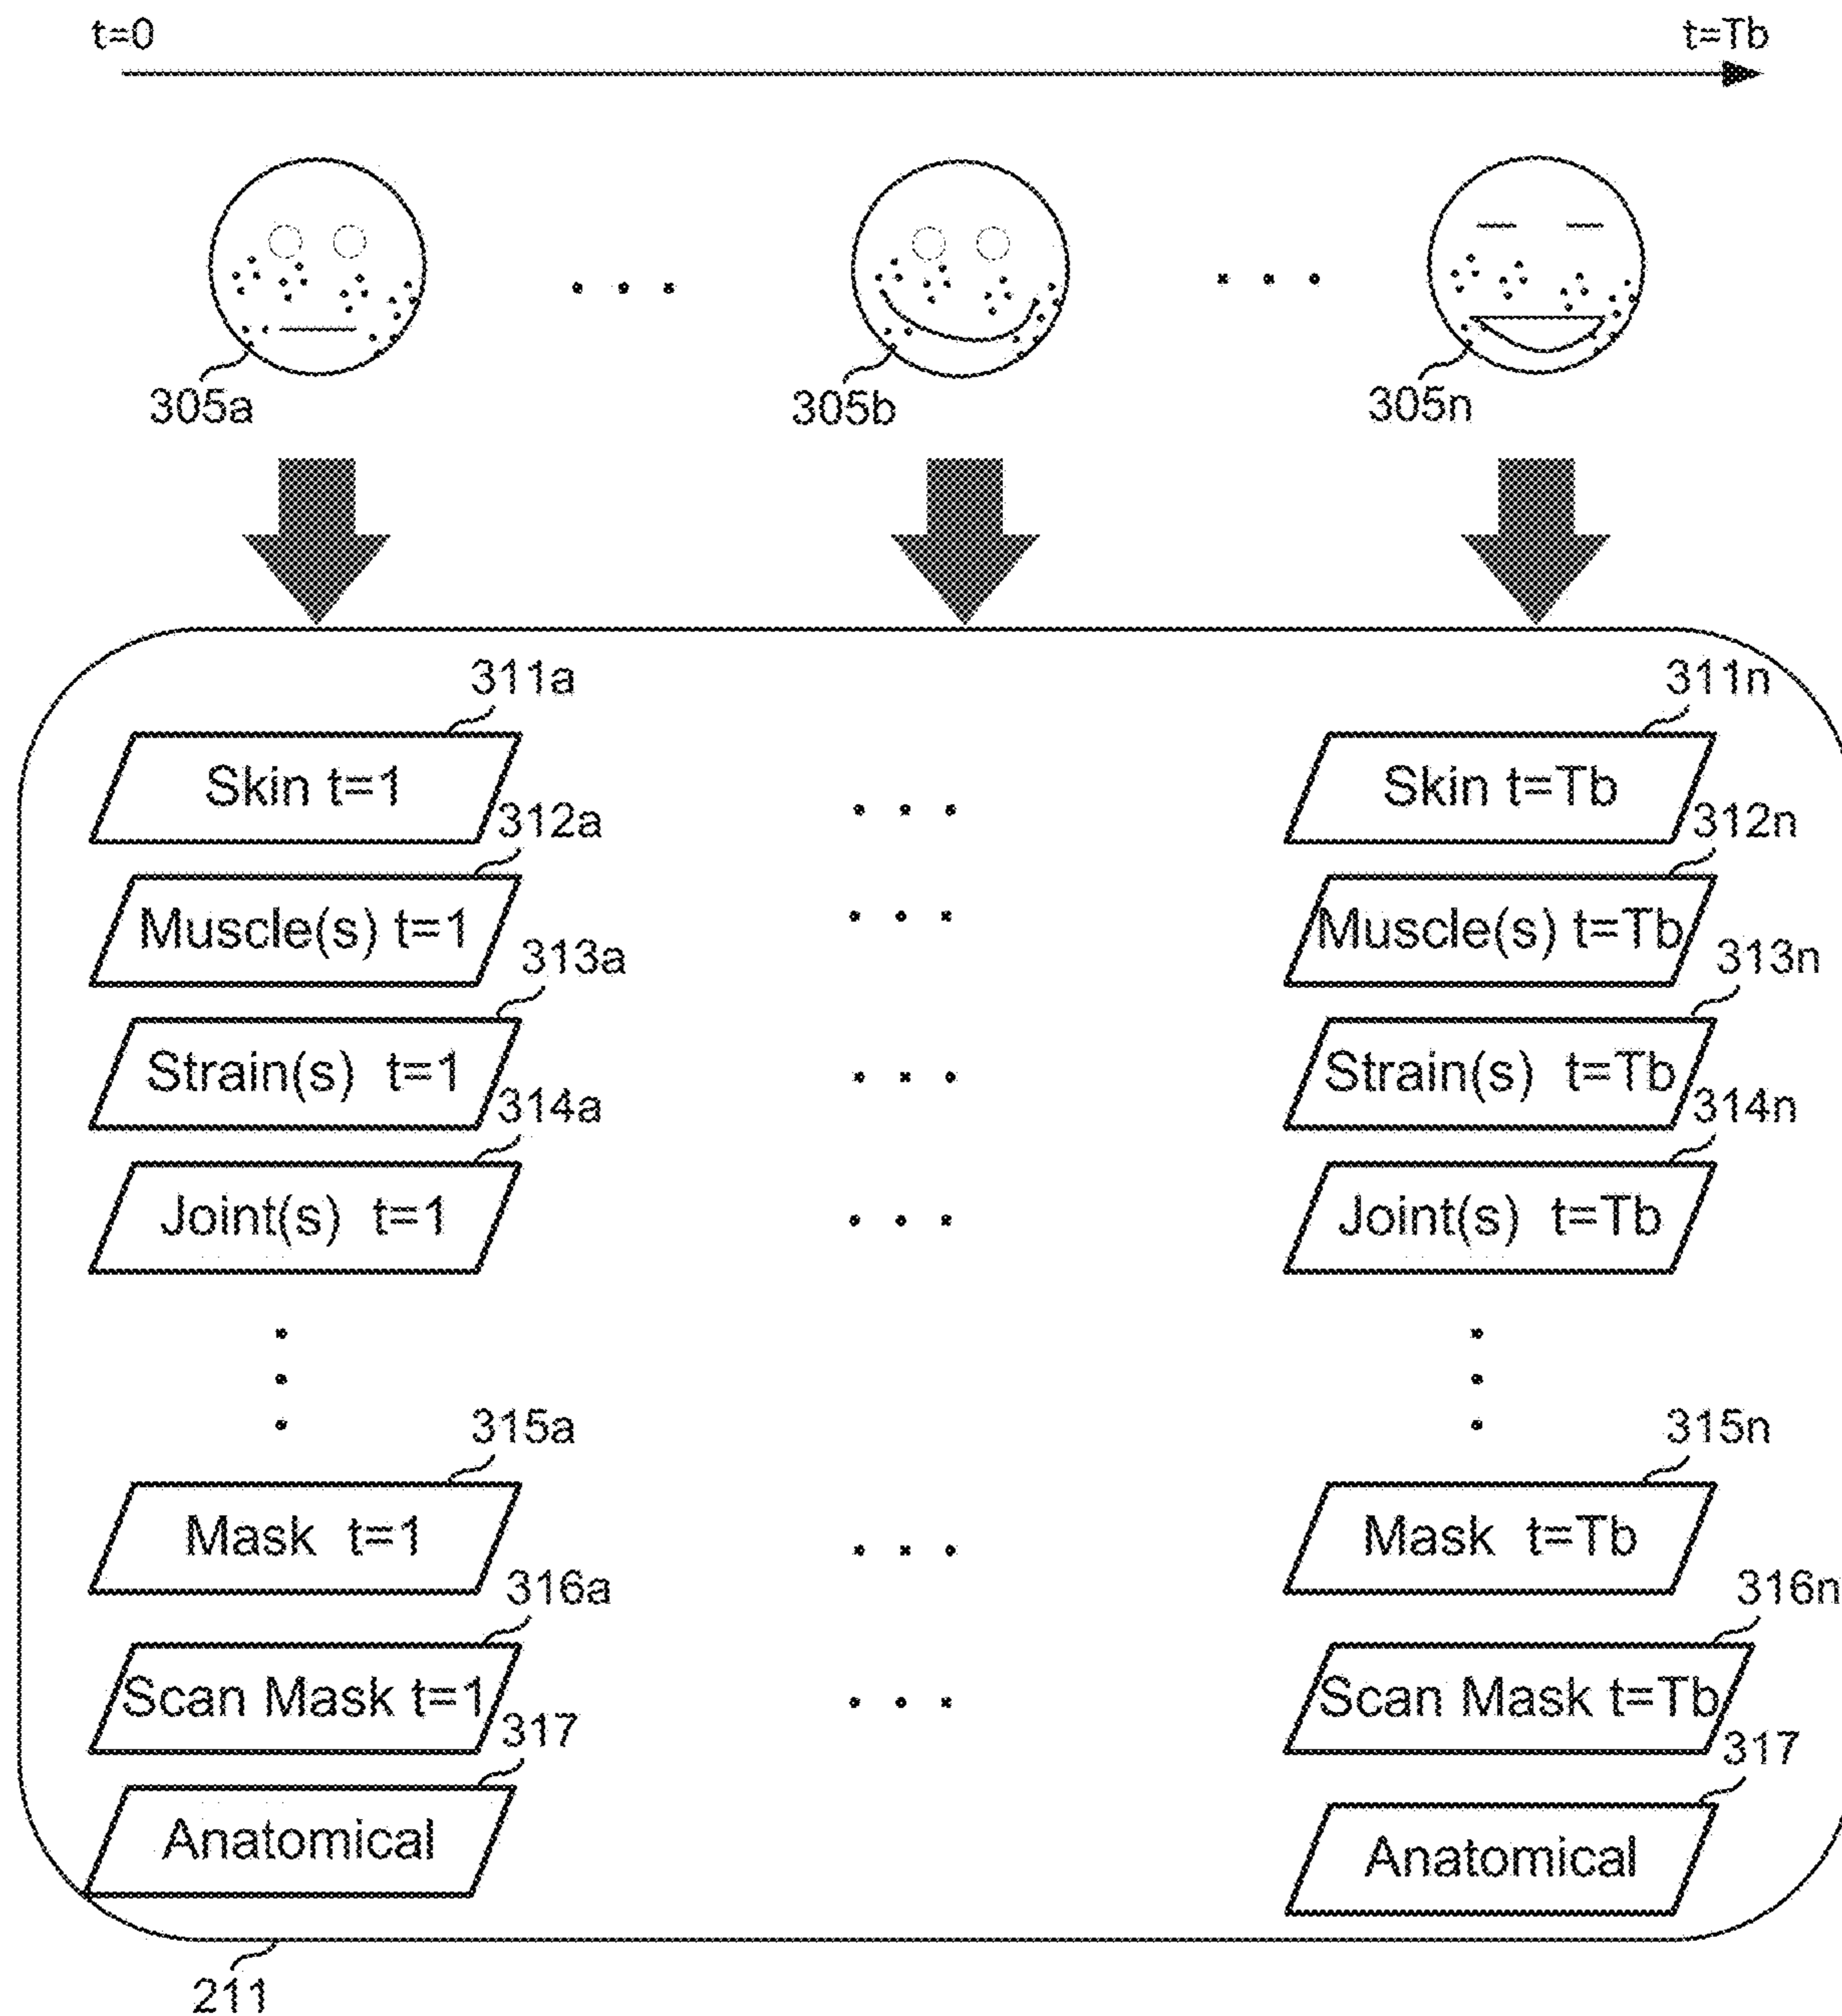 t=0 t=Tb
305a 305b 305n
311a 311n
Skin t=1 Skin t=Tb
312a 312n
Muscle(s) t=1 Muscle(s) t=Tb
313a 313n
Strain(s) t=1 Strain(s) t=Tb
314a 314n
Joint(s) t=1 Joint(s) t=Tb
315a 315n
Mask t=1 Mask t=Tb
316a 316n
Scan Mask t=1 Scan Mask t=Tb
317 317
Anatomical Anatomical
211